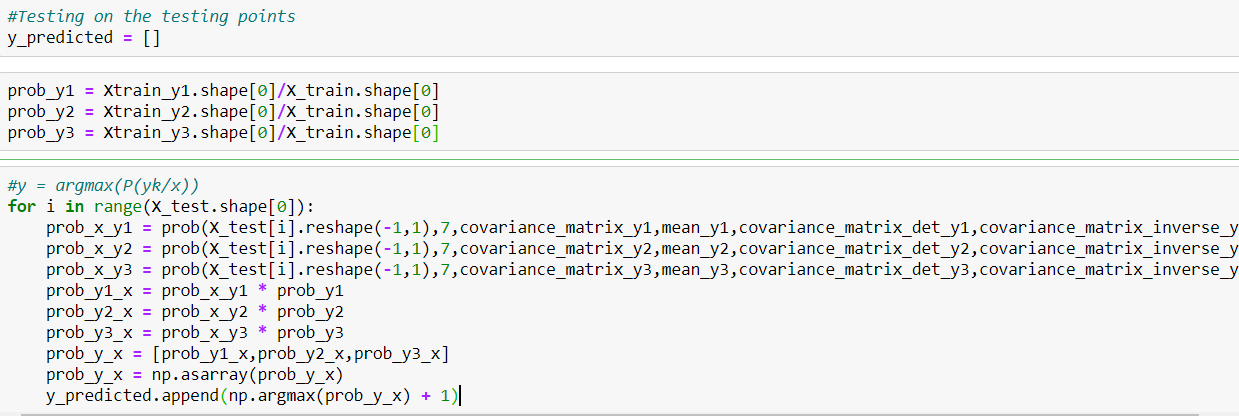 #Testing on the testing points
y_predicted = []
prob_y1 = Xtrain_y1.shape[0]/X_train.shape[0]
prob_y2 = Xtrain_y2.shape[0]/X_train.shape[0]
prob_y3 = Xtrain_y3.shape[0]/X_train.shape[0]
#y = argmax(P(yk/x))
for i in range(X_test.shape[0]):
    prob_x_y1 = prob(X_test[i].reshape(-1,1),7,covariance_matrix_y1,mean_y1,covariance_matrix_det_y1,covariance_matrix_inverse_y
    prob_x_y2 = prob(X_test[i].reshape(-1,1),7,covariance_matrix_y2,mean_y2,covariance_matrix_det_y2,covariance_matrix_inverse_y
    prob_x_y3 = prob(X_test[i].reshape(-1,1),7,covariance_matrix_y3,mean_y3,covariance_matrix_det_y3,covariance_matrix_inverse_y
    prob_y1_x = prob_x_y1 * prob_y1
    prob_y2_x = prob_x_y2 * prob_y2
    prob_y3_x = prob_x_y3 * prob_y3
    prob_y_x = [prob_y1_x,prob_y2_x,prob_y3_x]
    prob_y_x = np.asarray(prob_y_x)
    y_predicted.append(np.argmax(prob_y_x) + 1)